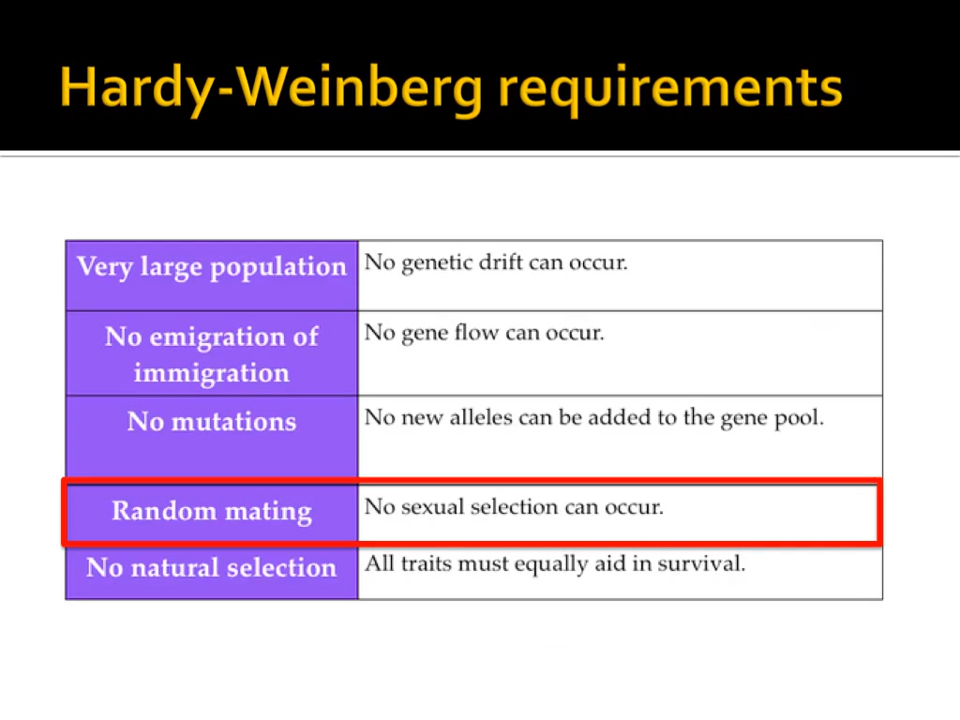 Hardy-Weinberg requirements
Very large population
No genetic drift can occur.
No emigration of
immigration
No gene flow can occur.
No mutations
No new alleles can be added to the gene pool.
Random mating
No sexual selection can occur.
No natural selection
All traits must equally aid in survival.